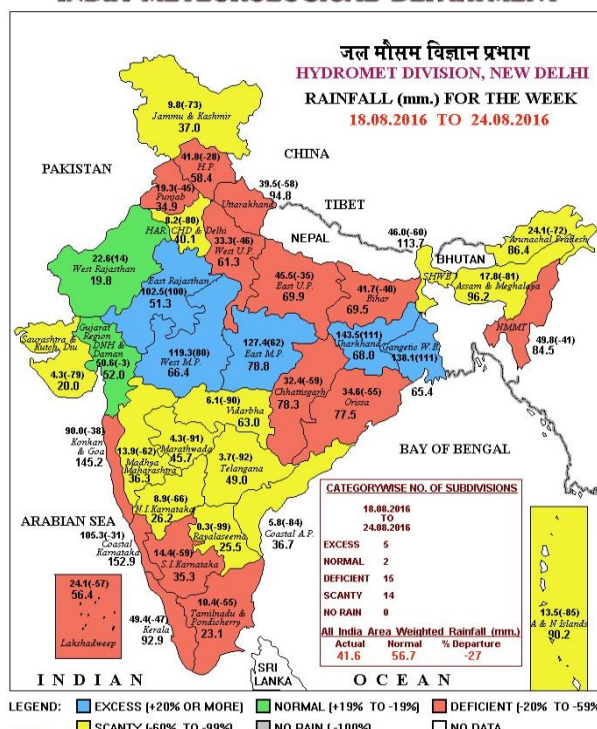 INDIA METEOROLOGICAL DEPARTMENT
जल मौसम विज्ञान प्रभाग
HYDROMET DIVISION, NEW DELHI
RAINFALL (mm.) FOR THE WEEK
18.08.2016 TO 24.08.2016
9.8(-73)
Jammu & Kashmir
37.0
CHINA
41.8(-28)
H.P.
58.4
PAKISTAN
19.3(-45)
Punjab
34.9
39.5(-58)
Uttarakhand
94.8
TIBET
8.2(-80)
HAR. CHD & Delhi
40.1
33.3(-46)
West U.P.
61.3
NEPAL
46.0(-60)
113.7
SHWB
BHUTAN
24.1(-72)
Arunachal Pradesh
86.4
22.6(14)
West Rajasthan
19.8
East Rajasthan
102.5(100)
51.3
45.5(-35)
East U.P.
69.9
41.7(-40)
Bihar
69.5
17.8(-81)
Assam & Meghalaya
96.2
NMMT
49.8(-41)
84.5
Saurashtra &
Kutch, Diu
4.3(-79)
20.0
Gujarat
Region
DNH &
Daman
50.6(-3)
52.0
119.3(80)
West M.P.
66.4
127.4(62)
East M.P.
78.8
143.5(111)
Jharkhand
68.0
Gangetic W.B.
138.1(111)
65.4
32.4(-59)
Chhattisgarh
78.3
34.6(-55)
Orissa
77.5
6.1(-90)
Vidarbha
63.0
90.0(-38)
Konkan
& Goa
145.2
13.9(-62)
Madhya
Maharashtra
36.3
4.3(-91)
Marathwada
45.7
3.7(-92)
Telangana
49.0
BAY OF BENGAL
8.9(-66)
N.I.Karnataka
26.2
ARABIAN SEA
105.3(-31)
Coastal
Karnataka
152.9
0.3(-99)
Rayalaseema
25.5
5.8(-84)
Coastal A.P.
36.7
14.4(-59)
S.I.Karnataka
35.3
24.1(-57)
56.4
Lakshadweep
49.4(-47)
Kerala
92.9
10.4(-55)
Tamilnadu &
Pondicherry
23.1
CATEGORYWISE NO. OF SUBDIVISIONS
18.08.2016
TO
24.08.2016
EXCESS 5
NORMAL 2
DEFICIENT 15
SCANTY 14
NO RAIN 0
All India Area Weighted Rainfall (mm.)
Actual Normal % Departure
41.6 56.7 -27
13.5(-85)
A & N Islands
90.2
SRI
LANKA
INDIAN OCEAN
LEGEND: EXCESS (+20% OR MORE) NORMAL (+19% TO -19%) DEFICIENT (-20% TO -59%
SCANTY (-60% TO -99%) NO RAIN (-100%) NO DATA